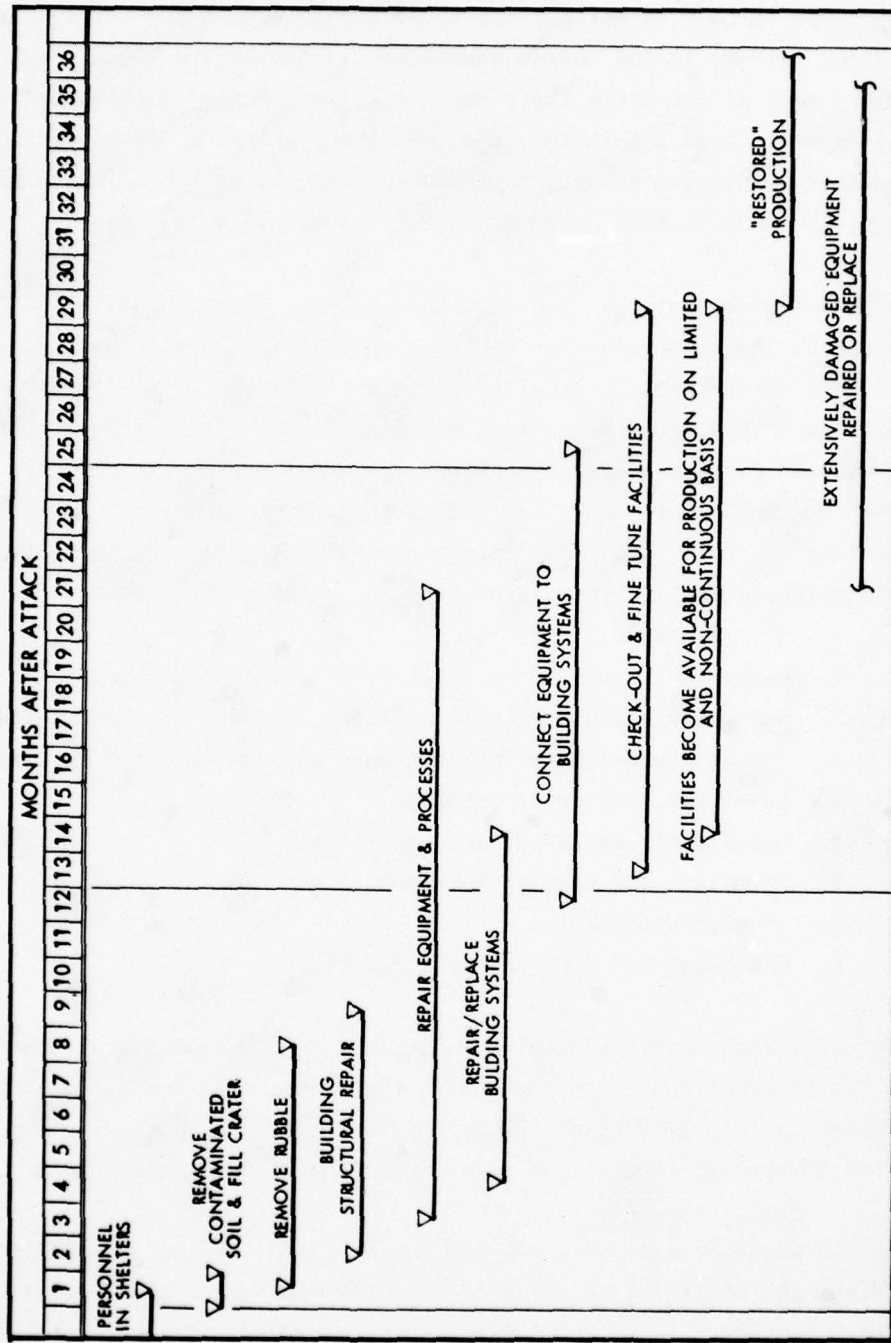 MONTHS AFTER ATTACK
1 2 3 4 5 6 7 8 9 10 11 12 13 14 15 16 17 18 19 20 21 22 23 24 25 26 27 28 29 30 31 32 33 34 35 36
PERSONNEL
IN SHELTERS
REMOVE
CONTAMINATED
SOIL & FILL CRATER
REMOVE RUBBLE
BUILDING
STRUCTURAL REPAIR
REPAIR EQUIPMENT & PROCESSES
REPAIR/REPLACE
BUILDING SYSTEMS
CONNECT EQUIPMENT TO
BUILDING SYSTEMS
CHECK-OUT & FINE TUNE FACILITIES
FACILITIES BECOME AVAILABLE FOR PRODUCTION ON LIMITED
AND NON-CONTINUOUS BASIS
"RESTORED"
PRODUCTION
EXTENSIVELY DAMAGED EQUIPMENT
REPAIRED OR REPLACE